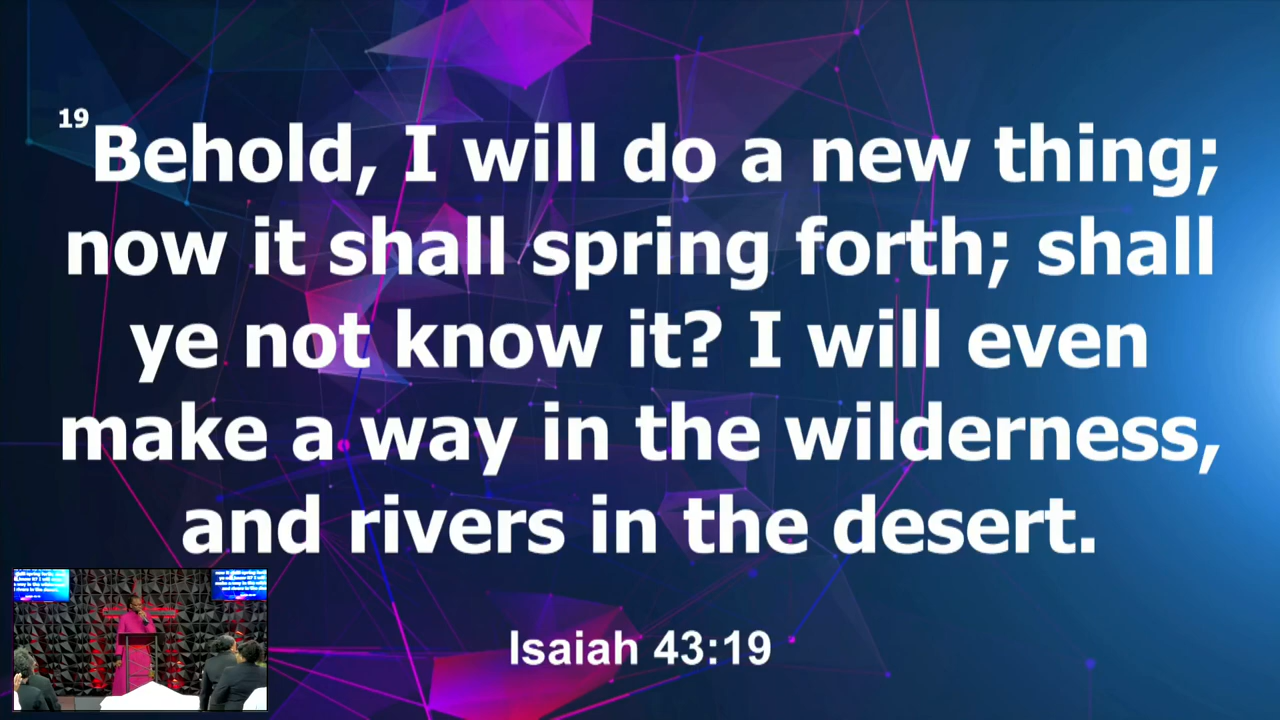 19 Behold, I will do a new thing;
now it shall spring forth; shall
ye not know it? I will even
make a way in the wilderness,
and rivers in the desert.
Isaiah 43:19